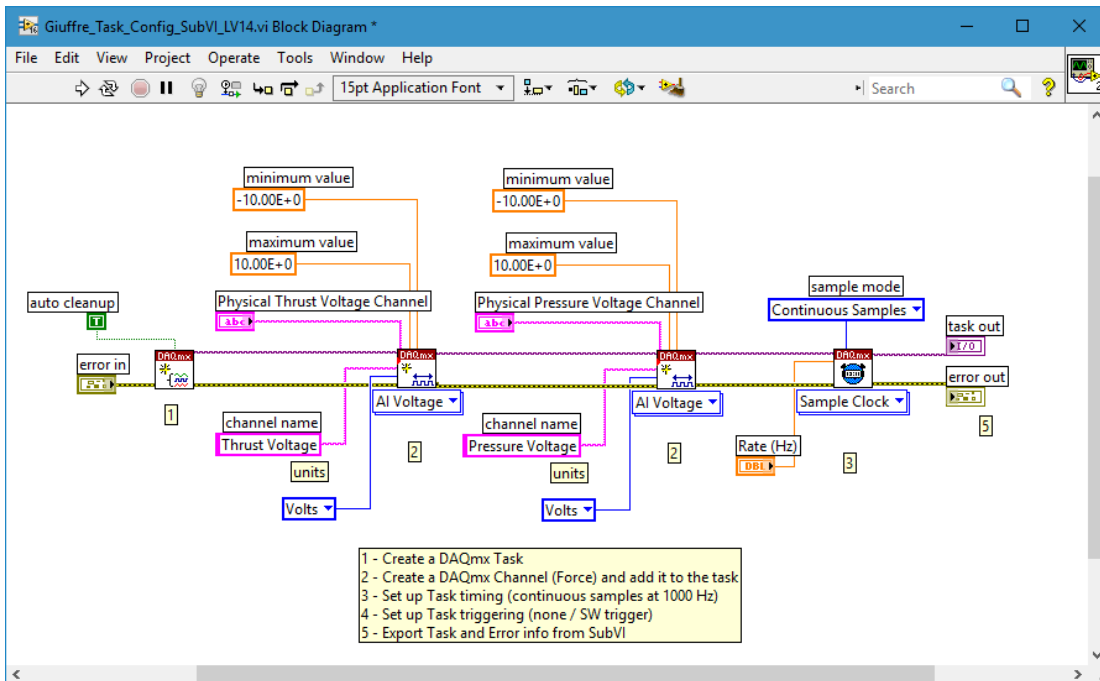 Giuffre_Task_Config_SubVI_LV14.vi Block Diagram *
File Edit View Project Operate Tools Window Help
15pt Application Font
Search
2
minimum value
-10.00E+0
minimum value
-10.00E+0
maximum value
10.00E+0
maximum value
10.00E+0
sample mode
Continuous Samples
auto cleanup
T
Physical Thrust Voltage Channel
abc
Physical Pressure Voltage Channel
abc
task out
I/O
error in
DAQmx
DAQmx
DAQmx
DAQmx
error out
AI Voltage
AI Voltage
Sample Clock
1
channel name
Thrust Voltage
2
channel name
Pressure Voltage
2
Rate (Hz)
DBL
3
5
units
units
Volts
Volts
1 - Create a DAQmx Task
2 - Create a DAQmx Channel (Force) and add it to the task
3 - Set up Task timing (continuous samples at 1000 Hz)
4 - Set up Task triggering (none / SW trigger)
5 - Export Task and Error info from SubVI